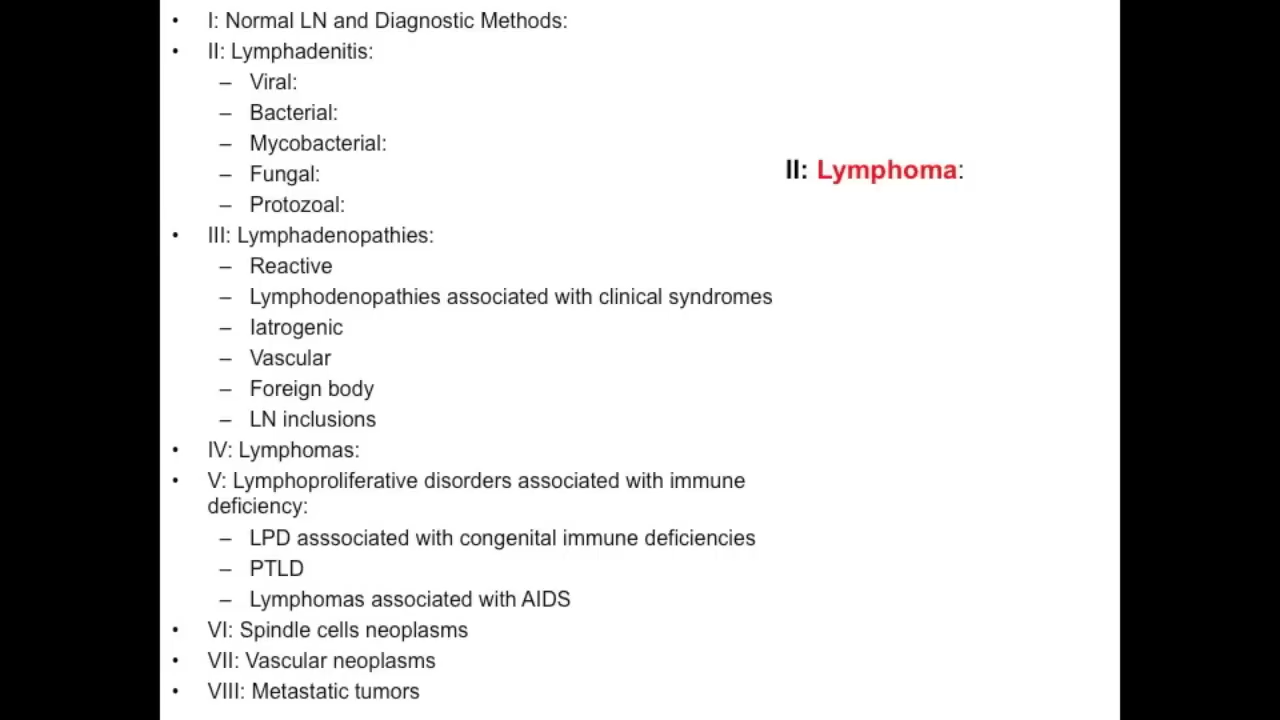 • I: Normal LN and Diagnostic Methods:
• II: Lymphadenitis:
– Viral:
– Bacterial:
– Mycobacterial:
– Fungal:
– Protozoal:
• III: Lymphadenopathies:
– Reactive
– Lymphodenopathies associated with clinical syndromes
– Iatrogenic
– Vascular
– Foreign body
– LN inclusions
• IV: Lymphomas:
• V: Lymphoproliferative disorders associated with immune
deficiency:
– LPD asssociated with congenital immune deficiencies
– PTLD
– Lymphomas associated with AIDS
• VI: Spindle cells neoplasms
• VII: Vascular neoplasms
• VIII: Metastatic tumors
II: Lymphoma: